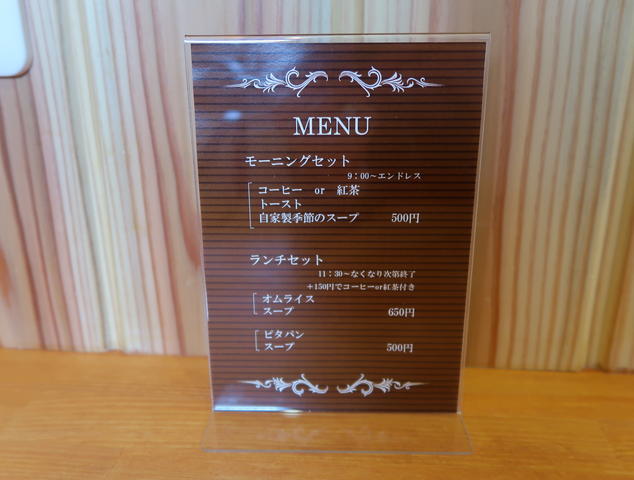 MENU
モーニングセット
9：00～エンドレス
コーヒー or 紅茶
トースト
自家製季節のスープ 500円
ランチセット
11：30～なくなり次第終了
＋150円でコーヒーor紅茶付き
オムライス
スープ 650円
ピタパン
スープ 500円